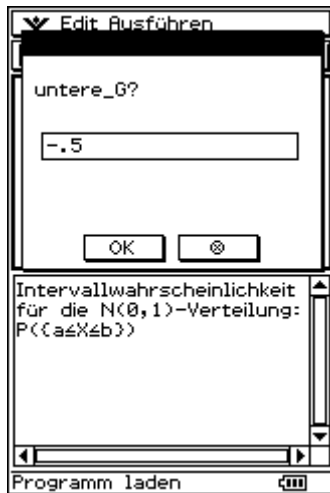 Edit Ausführen
untere_G?
-.5
OK
Intervallwahrscheinlichkeit
für die N(0,1)-Verteilung:
P({a≤X≤b})
Programm laden